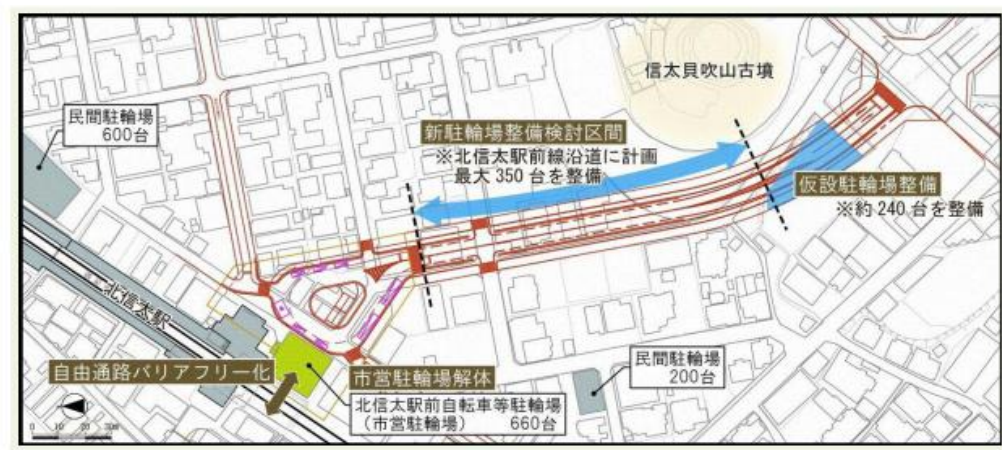 信太貝吹山古墳
民間駐輪場
600台
新駐輪場整備検討区間
※北信太駅前線沿道に計画
最大 350 台を整備
仮設駐輪場整備
※約 240 台を整備
北信太駅
自由通路バリアフリー化
市営駐輪場解体
北信太駅前自転車等駐輪場
(市営駐輪場) 660台
民間駐輪場
200台
0 10 20 30m